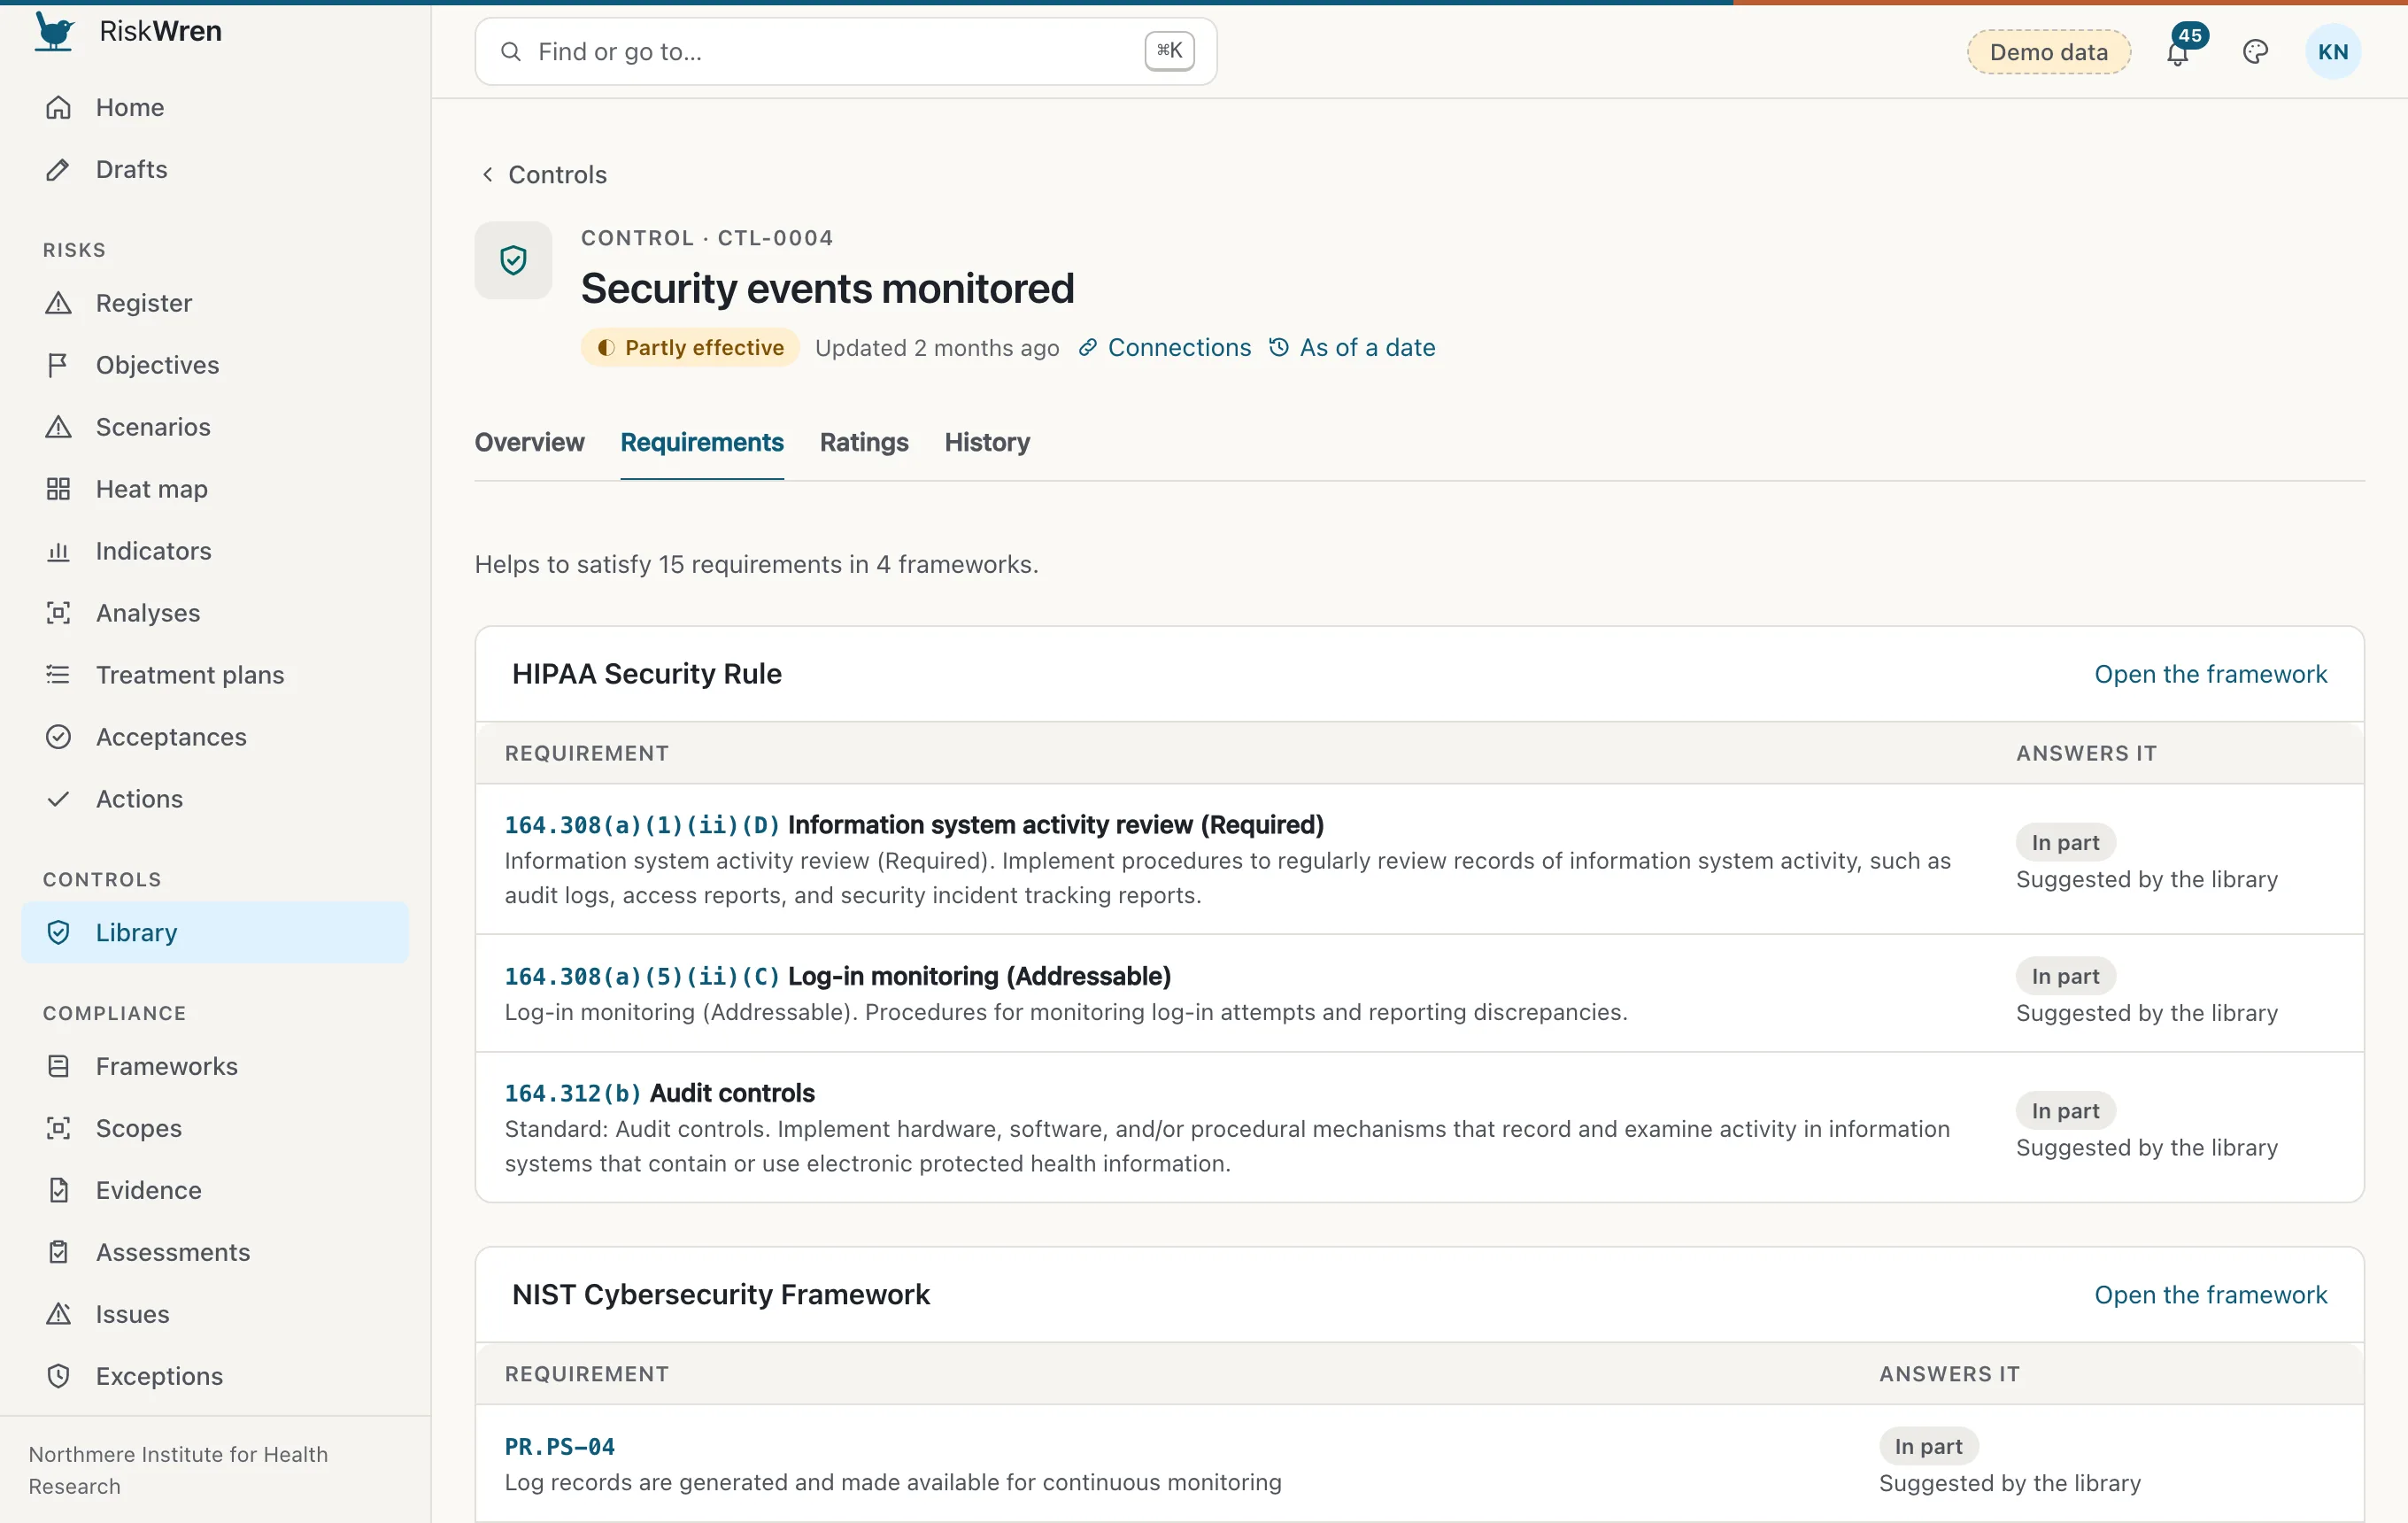 RiskWren
Find or go to...
⌘K
Demo data
45
KN
Home
Drafts
RISKS
Register
Objectives
Scenarios
Heat map
Indicators
Analyses
Treatment plans
Acceptances
Actions
CONTROLS
Library
COMPLIANCE
Frameworks
Scopes
Evidence
Assessments
Issues
Exceptions
Northmere Institute for Health
Research
Controls
CONTROL · CTL-0004
Security events monitored
Partly effective Updated 2 months ago Connections As of a date
Overview Requirements Ratings History
Helps to satisfy 15 requirements in 4 frameworks.
HIPAA Security Rule Open the framework
REQUIREMENT ANSWERS IT
164.308(a)(1)(ii)(D) Information system activity review (Required)
Information system activity review (Required). Implement procedures to regularly review records of information system activity, such as
audit logs, access reports, and security incident tracking reports.
In part
Suggested by the library
164.308(a)(5)(ii)(C) Log-in monitoring (Addressable)
Log-in monitoring (Addressable). Procedures for monitoring log-in attempts and reporting discrepancies.
In part
Suggested by the library
164.312(b) Audit controls
Standard: Audit controls. Implement hardware, software, and/or procedural mechanisms that record and examine activity in information
systems that contain or use electronic protected health information.
In part
Suggested by the library
NIST Cybersecurity Framework Open the framework
REQUIREMENT ANSWERS IT
PR.PS-04
Log records are generated and made available for continuous monitoring
In part
Suggested by the library